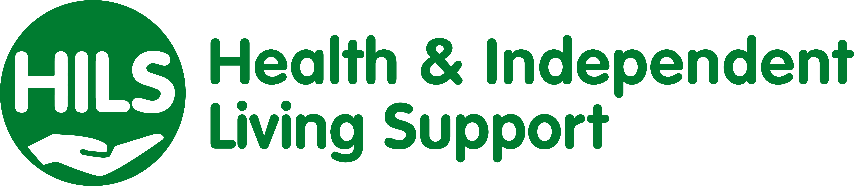 HILS
Health & Independent
Living Support